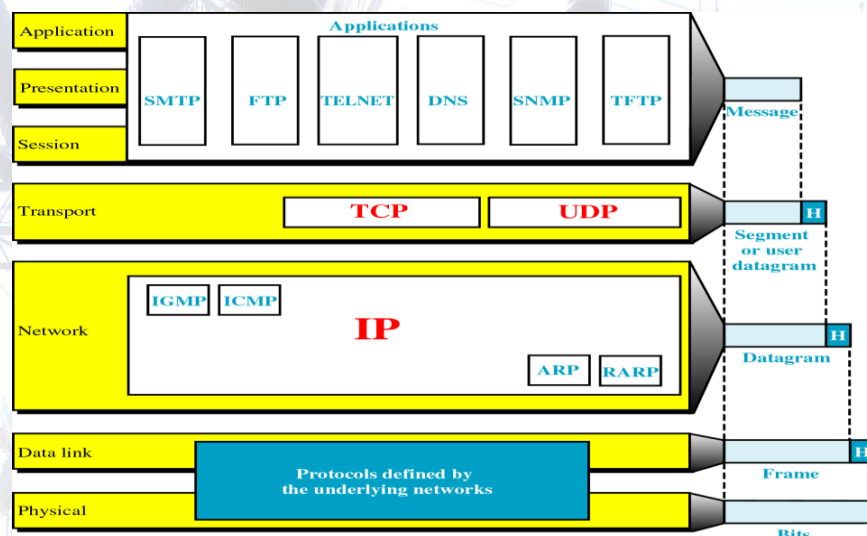 Application
Applications
Presentation
SMTP
FTP
TELNET
DNS
SNMP
TFTP
Message
Session
Transport
TCP
UDP
H
Segment
or user
datagram
IGMP
ICMP
Network
IP
H
Datagram
ARP
RARP
Data link
H
Frame
Protocols defined by
the underlying networks
Physical
Bits